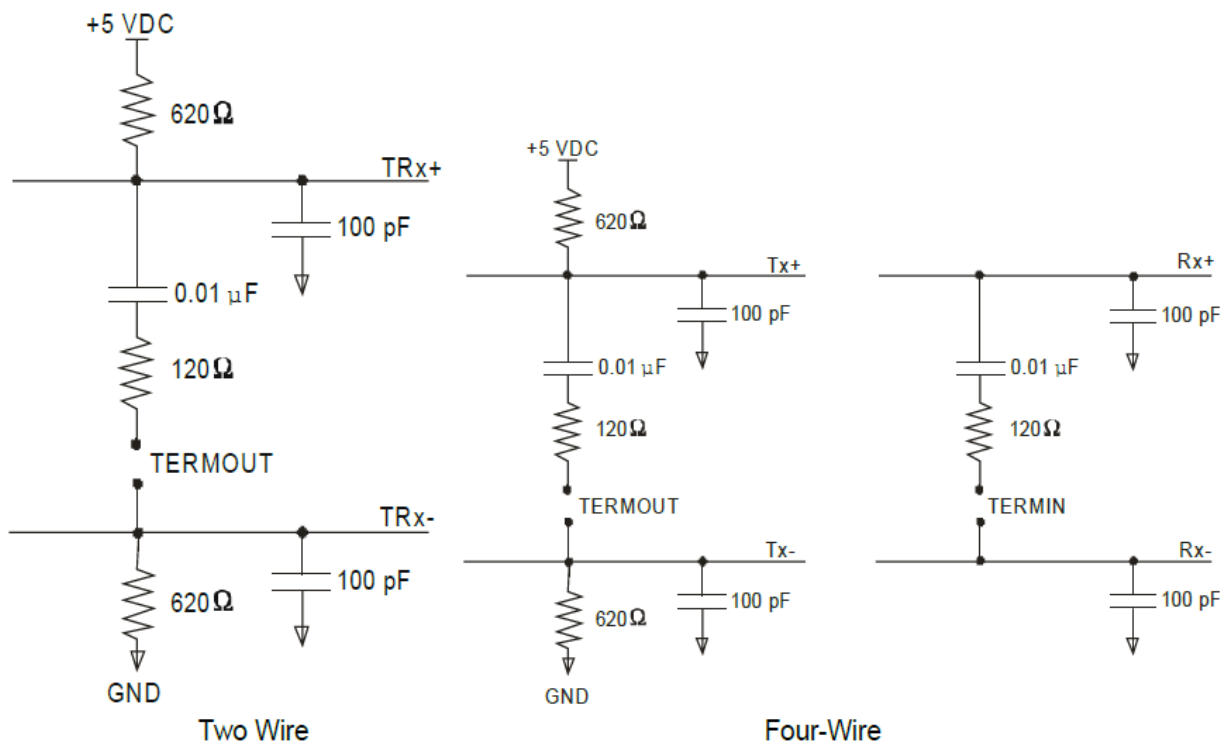 +5 VDC
620Ω
TRx+
100 pF
0.01 μF
120Ω
TERMOUT
TRx-
100 pF
620Ω
GND
Two Wire
+5 VDC
620Ω
Tx+
100 pF
0.01 μF
120Ω
TERMOUT
Tx-
100 pF
620Ω
GND
Rx+
100 pF
0.01 μF
120Ω
TERMIN
Rx-
100 pF
Four-Wire